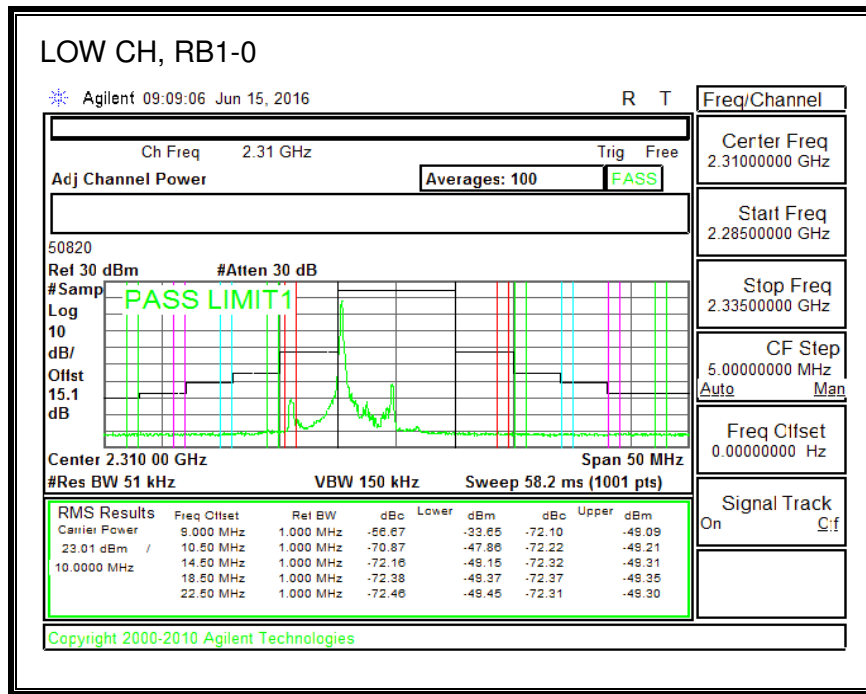 LOW CH, RB1-0
Agilent 09:09:06 Jun 15, 2016 R T
Freq/Channel
Ch Freq 2.31 GHz Trig Free
Adj Channel Power Averages: 100 PASS
Center Freq
2.31000000 GHz
Start Freq
2.28500000 GHz
Stop Freq
2.33500000 GHz
CF Step
5.00000000 MHz
Auto Man
Freq Offset
0.00000000 Hz
Signal Track
On Off
50820
Ref 30 dBm #Atten 30 dB
#Samp
Log
10
dB/
Offst
15.1
dB
PASS LIMIT1
Center 2.310 00 GHz Span 50 MHz
#Res BW 51 kHz VBW 150 kHz Sweep 58.2 ms (1001 pts)
RMS Results Freq Offset Ref BW dBc Lower dBm dBc Upper dBm
Carrier Power 9.000 MHz 1.000 MHz -56.67 -33.65 -72.10 -49.09
23.01 dBm / 10.50 MHz 1.000 MHz -70.87 -47.86 -72.22 -49.21
10.0000 MHz 14.50 MHz 1.000 MHz -72.16 -49.15 -72.32 -49.31
18.50 MHz 1.000 MHz -72.38 -49.37 -72.37 -49.35
22.50 MHz 1.000 MHz -72.46 -49.45 -72.31 -49.30
Copyright 2000-2010 Agilent Technologies